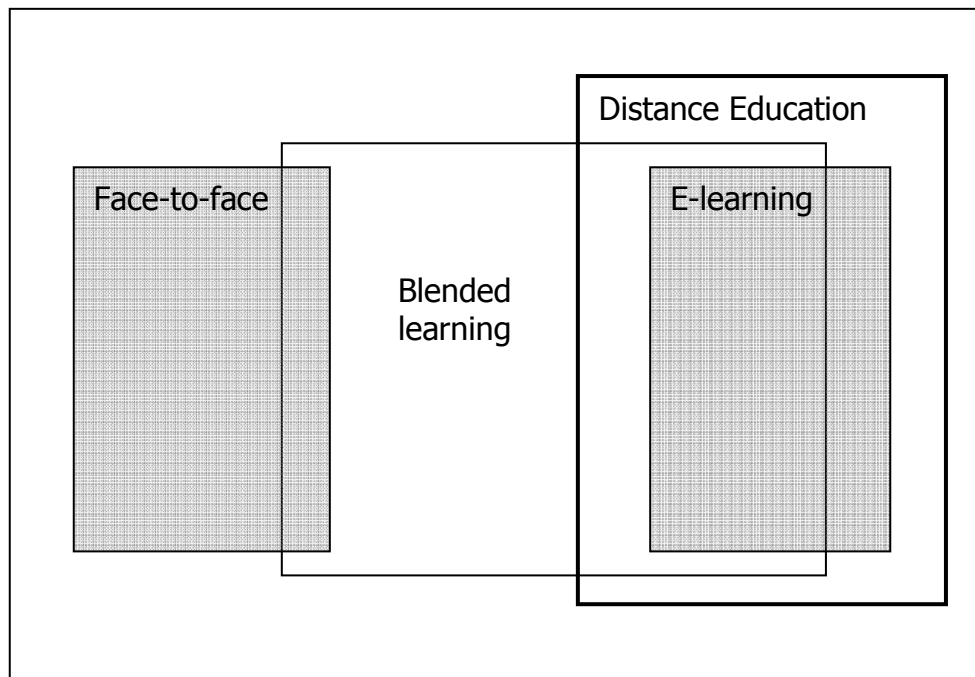 Distance Education
Face-to-face
E-learning
Blended
learning